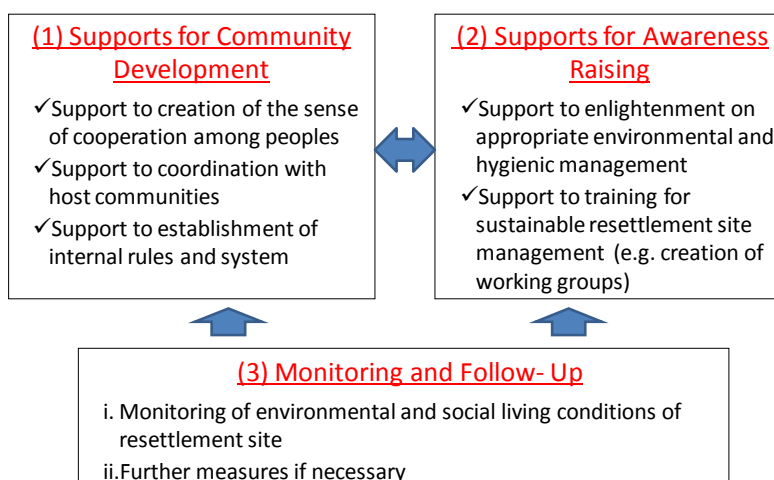 (1) Supports for Community
Development
✓Support to creation of the sense
of cooperation among peoples
✓Support to coordination with
host communities
✓Support to establishment of
internal rules and system
(2) Supports for Awareness
Raising
✓Support to enlightenment on
appropriate environmental and
hygienic management
✓Support to training for
sustainable resettlement site
management (e.g. creation of
working groups)
(3) Monitoring and Follow- Up
i. Monitoring of environmental and social living conditions of
resettlement site
ii.Further measures if necessary